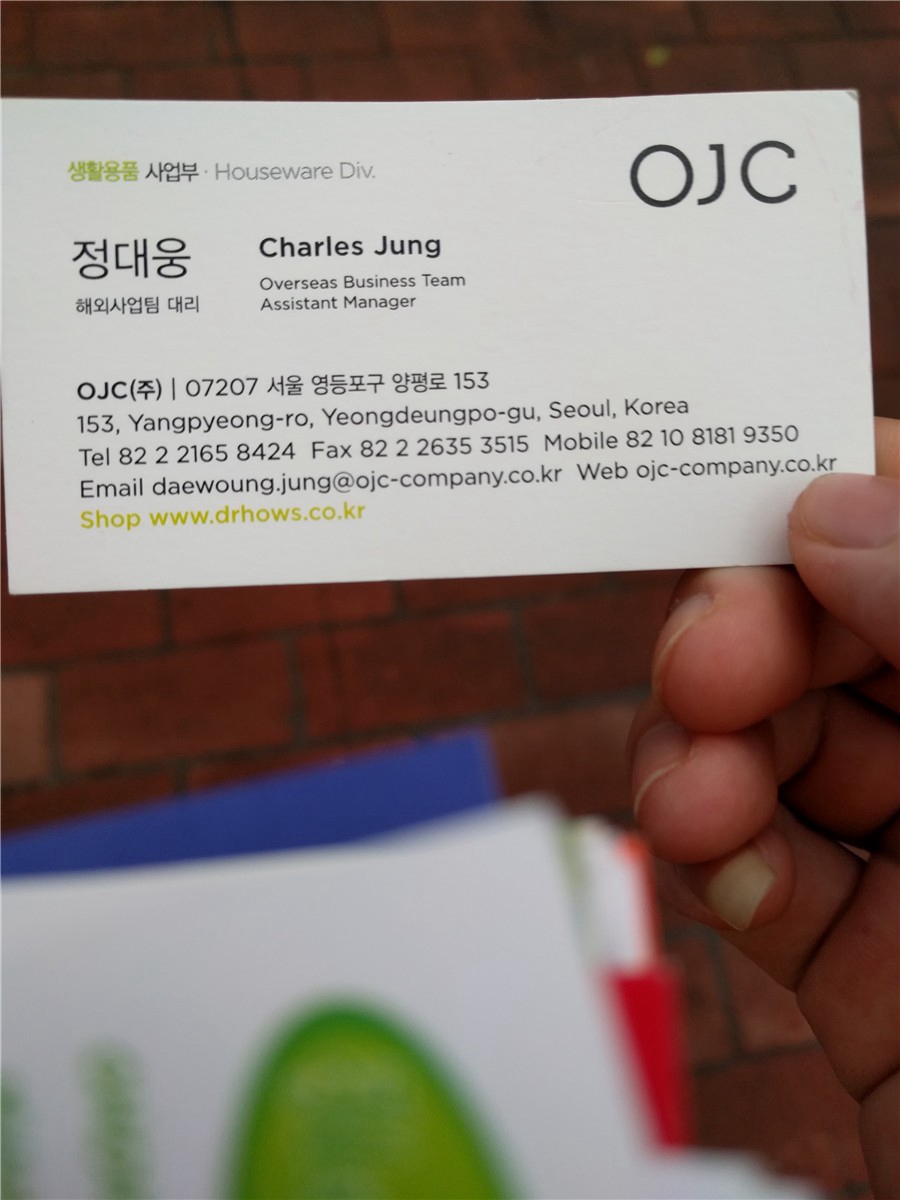 생활용품 사업부 · Houseware Div.
OJC
정대웅
해외사업팀 대리
Charles Jung
Overseas Business Team
Assistant Manager
OJC(주) | 07207 서울 영등포구 양평로 153
153, Yangpyeong-ro, Yeongdeungpo-gu, Seoul, Korea
Tel 82 2 2165 8424 Fax 82 2 2635 3515 Mobile 82 10 8181 9350
Email daewoung.jung@ojc-company.co.kr Web ojc-company.co.kr
Shop www.drhows.co.kr